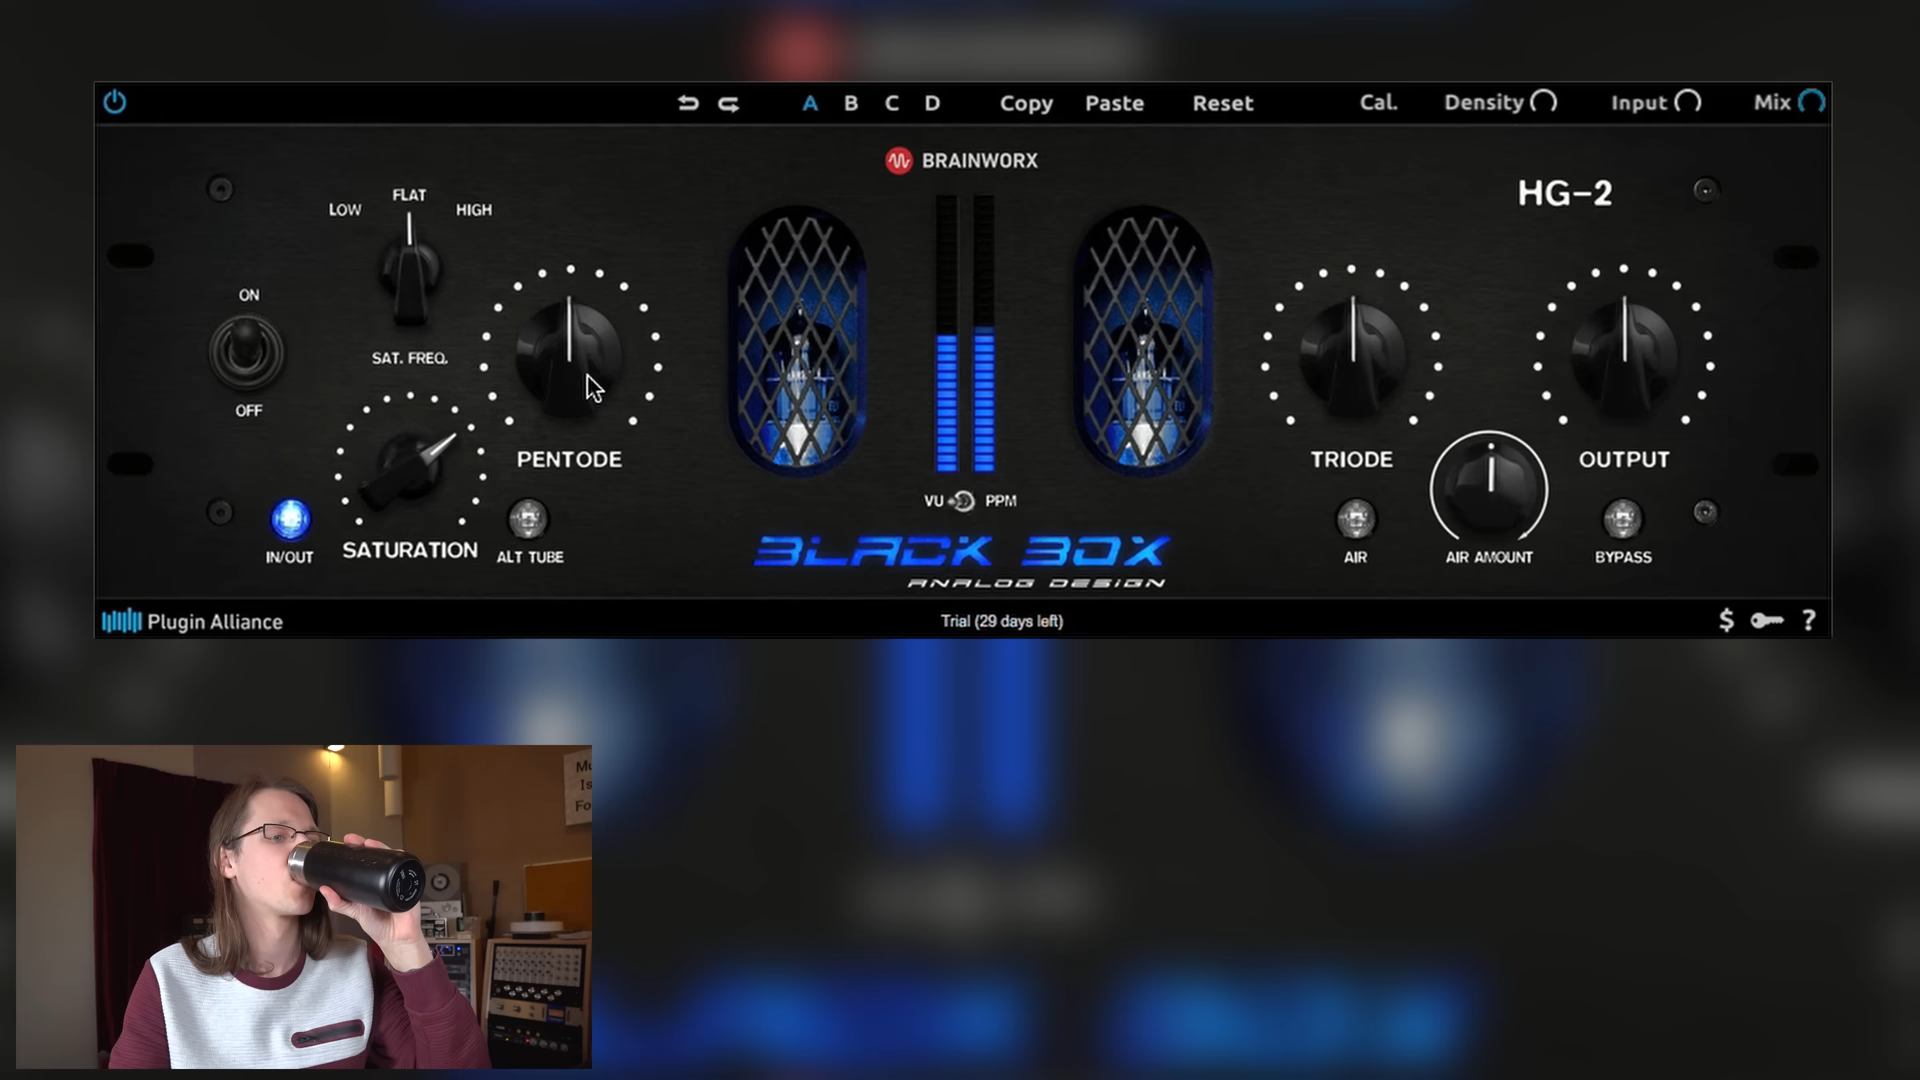 A B C D Copy Paste Reset Cal. Density Input Mix
BRAINWORX
HG-2
LOW FLAT HIGH
ON
OFF
SAT. FREQ.
PENTODE
TRIODE
OUTPUT
VU PPM
IN/OUT
SATURATION
ALT TUBE
BLACK BOX
ANALOG DESIGN
AIR
AIR AMOUNT
BYPASS
Plugin Alliance
Trial (29 days left)
$ ?
Is